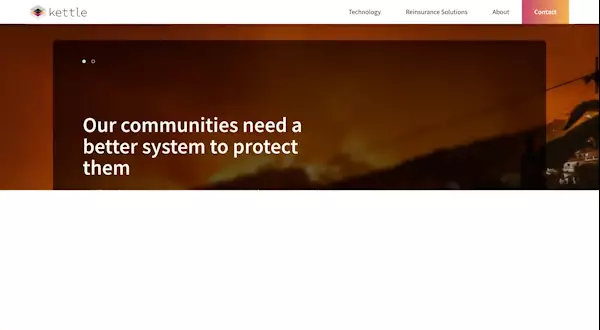 kettle
Technology
Reinsurance Solutions
About
Contact
Our communities need a
better system to protect
them